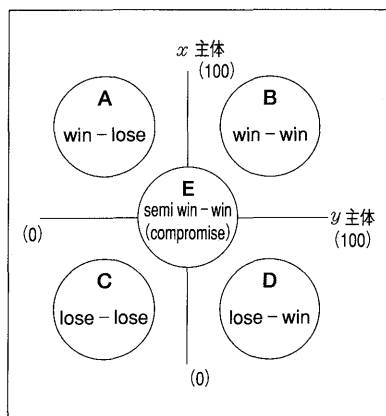 x 主体
(100)
A
win－lose
B
win－win
E
semi win－win
(compromise)
(0)
y 主体
(100)
C
lose－lose
D
lose－win
(0)